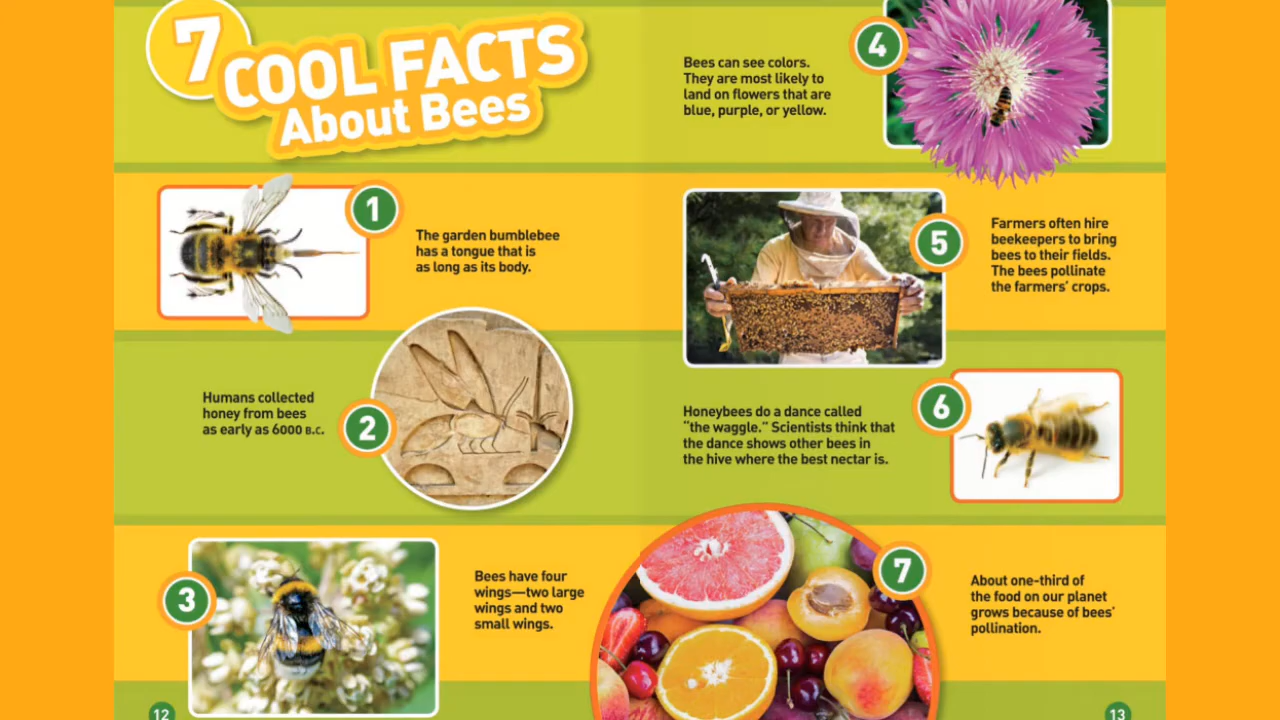 7
COOL FACTS
About Bees
1
The garden bumblebee
has a tongue that is
as long as its body.
Humans collected
honey from bees
as early as 6000 B.C.
2
3
Bees have four
wings—two large
wings and two
small wings.
12
Bees can see colors.
They are most likely to
land on flowers that are
blue, purple, or yellow.
4
5
Farmers often hire
beekeepers to bring
bees to their fields.
The bees pollinate
the farmers' crops.
Honeybees do a dance called
"the waggle." Scientists think that
the dance shows other bees in
the hive where the best nectar is.
6
7
About one-third of
the food on our planet
grows because of bees'
pollination.
13